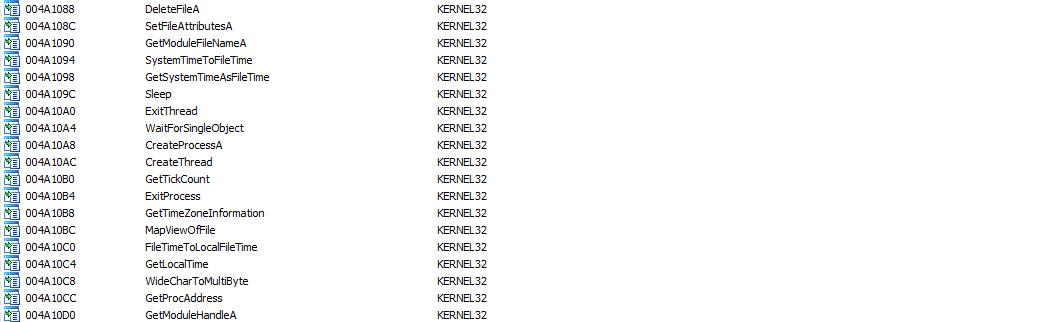 004A1088 DeleteFileA KERNEL32
004A108C SetFileAttributesA KERNEL32
004A1090 GetModuleFileNameA KERNEL32
004A1094 SystemTimeToFileTime KERNEL32
004A1098 GetSystemTimeAsFileTime KERNEL32
004A109C Sleep KERNEL32
004A10A0 ExitThread KERNEL32
004A10A4 WaitForSingleObject KERNEL32
004A10A8 CreateProcessA KERNEL32
004A10AC CreateThread KERNEL32
004A10B0 GetTickCount KERNEL32
004A10B4 ExitProcess KERNEL32
004A10B8 GetTimeZoneInformation KERNEL32
004A10BC MapViewOfFile KERNEL32
004A10C0 FileTimeToLocalFileTime KERNEL32
004A10C4 GetLocalTime KERNEL32
004A10C8 WideCharToMultiByte KERNEL32
004A10CC GetProcAddress KERNEL32
004A10D0 GetModuleHandleA KERNEL32